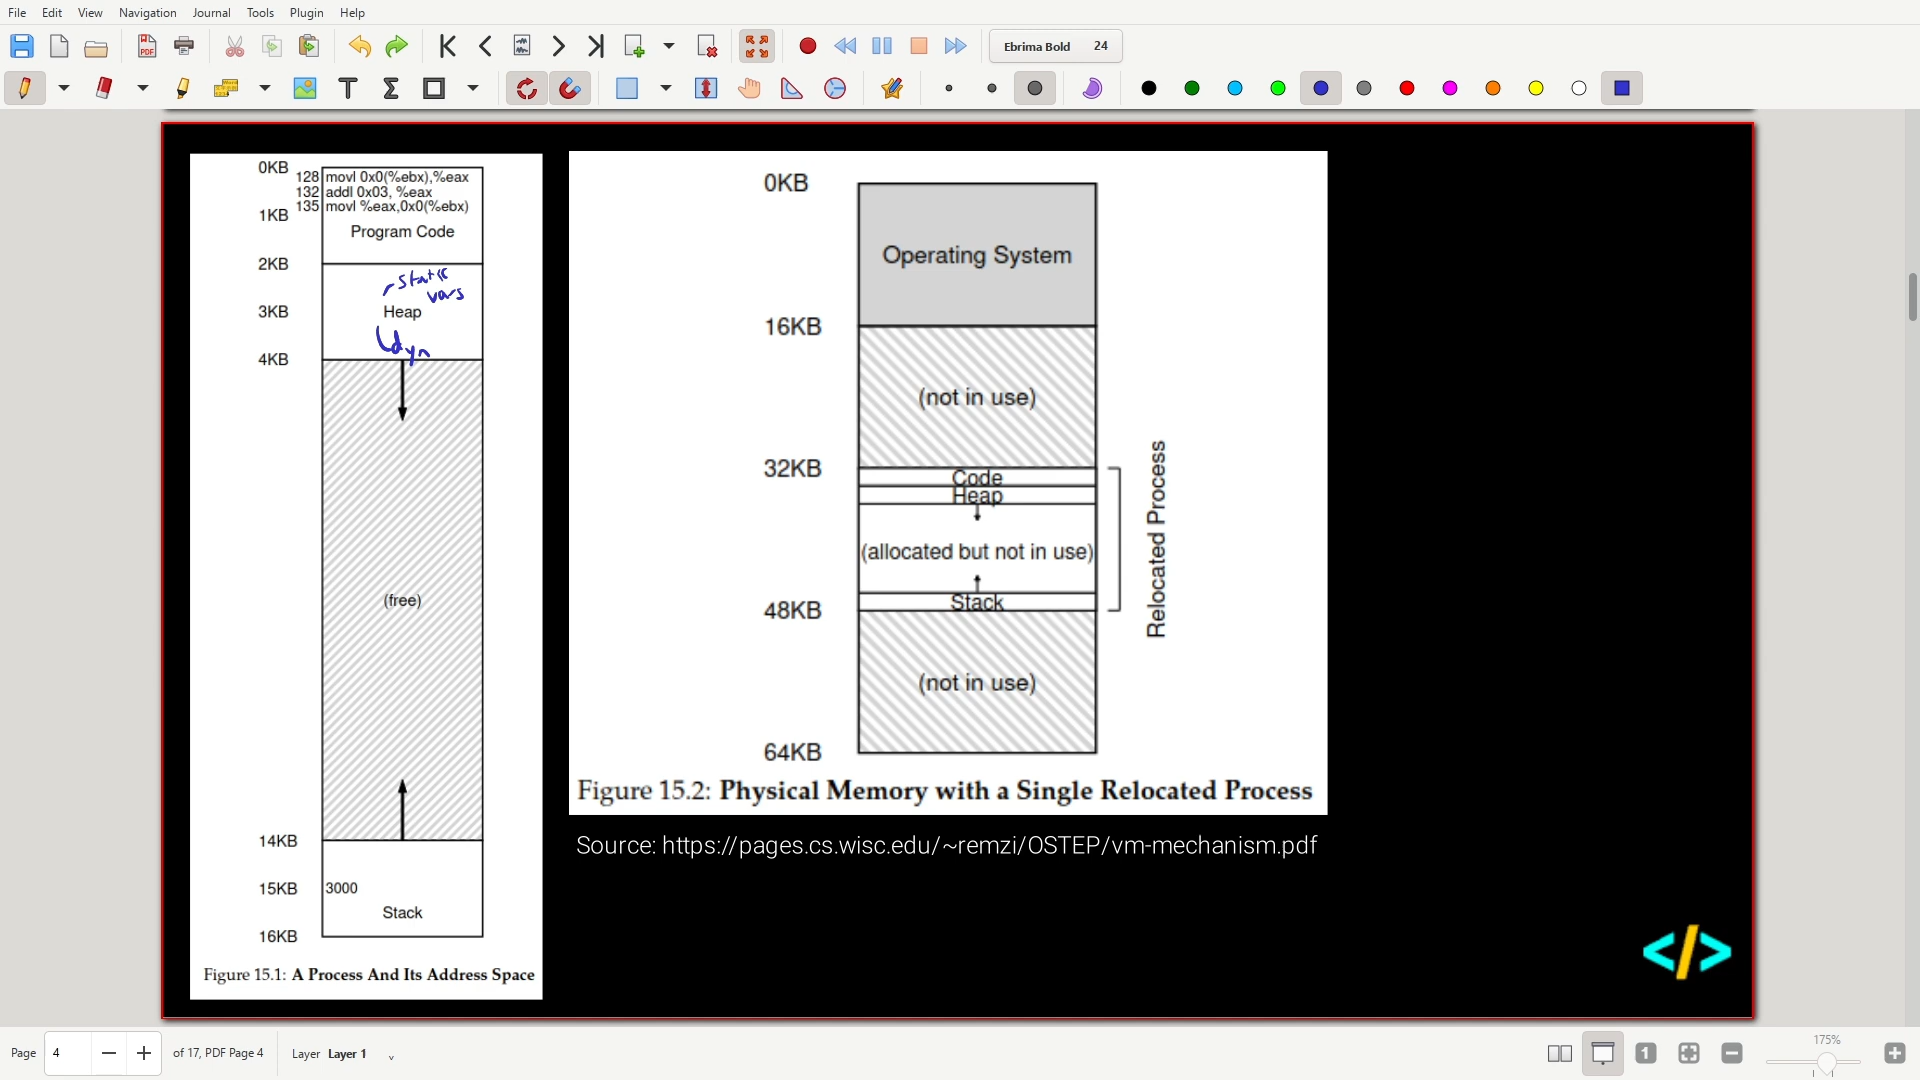 File Edit View Navigation Journal Tools Plugin Help
Ebrima Bold 24
0KB
128 movl 0x0(%ebx),%eax
132 addl 0x03, %eax
135 movl %eax,0x0(%ebx)
1KB
Program Code
2KB
static
vars
3KB
Heap
dyn
4KB
(free)
14KB
15KB 3000
Stack
16KB
Figure 15.1: A Process And Its Address Space
0KB
Operating System
16KB
(not in use)
32KB
Code
Heap
(allocated but not in use)
Stack
48KB
Relocated Process
(not in use)
64KB
Figure 15.2: Physical Memory with a Single Relocated Process
Source: https://pages.cs.wisc.edu/~remzi/OSTEP/vm-mechanism.pdf
</>
Page 4 of 17, PDF Page 4 Layer Layer 1
175%